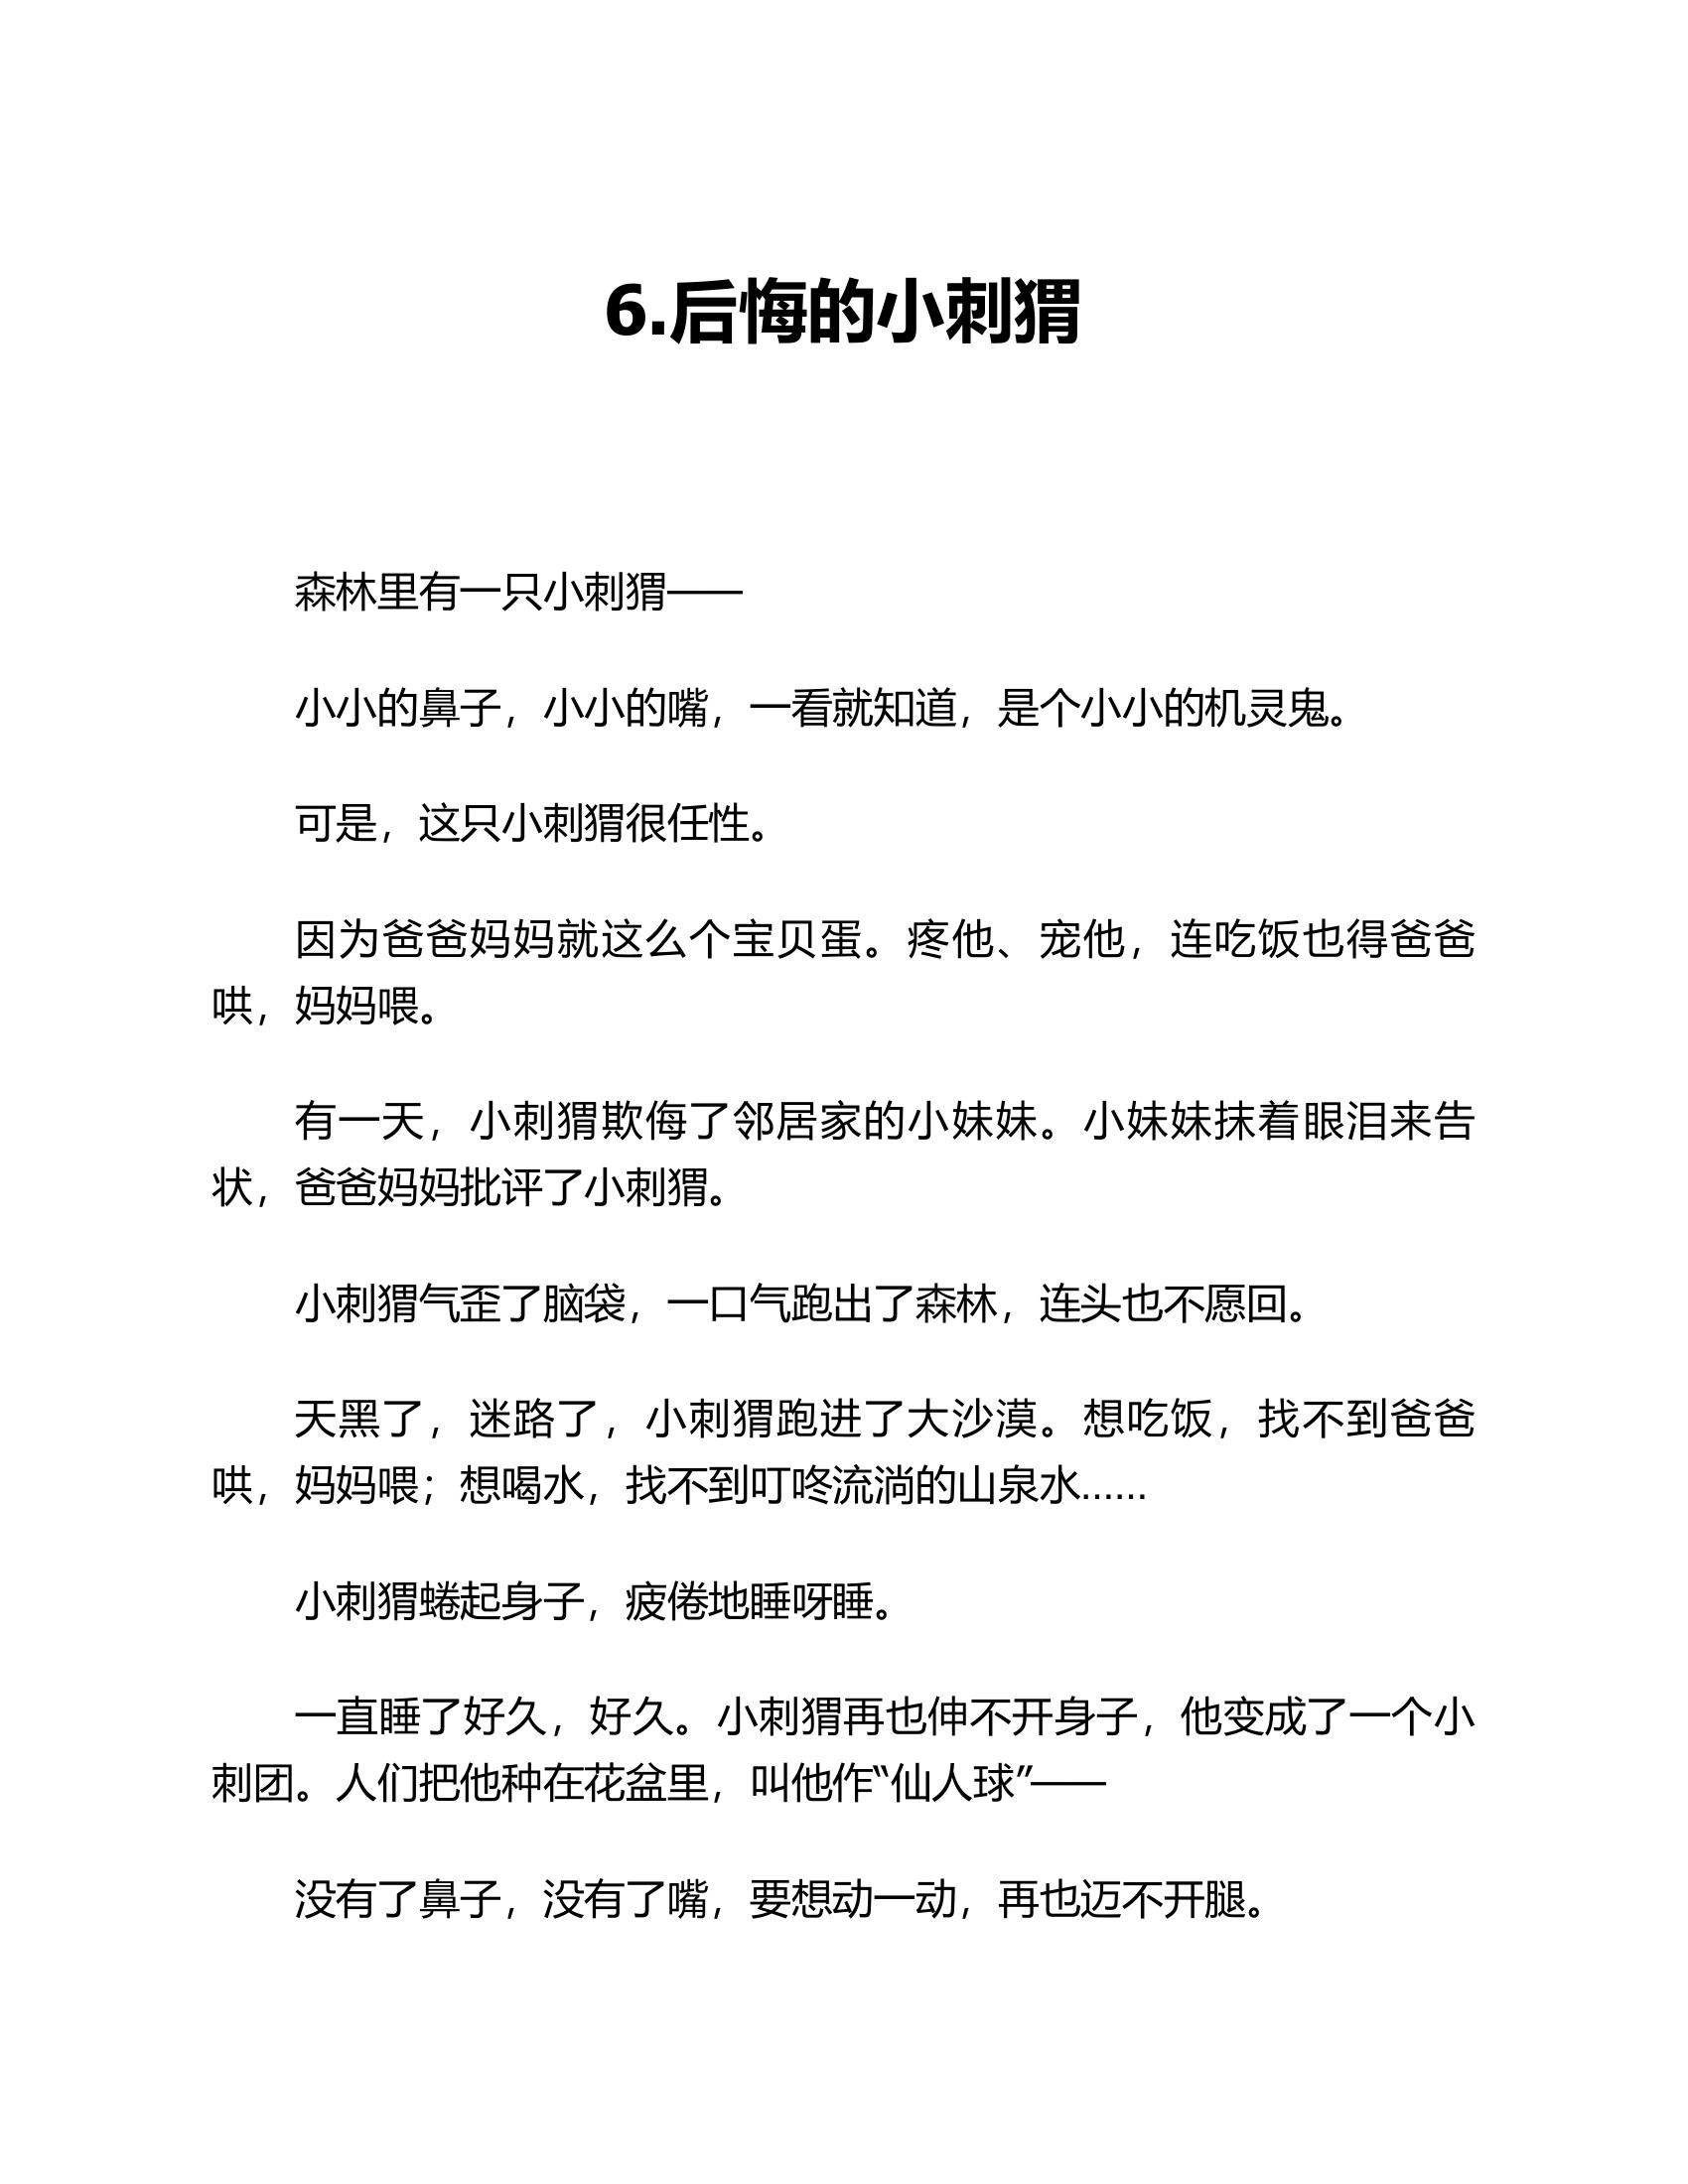 6.后悔的小刺猬
森林里有一只小刺猬——
小小的鼻子，小小的嘴，一看就知道，是个小小的机灵鬼。
可是，这只小刺猬很任性。
因为爸爸妈妈就这么个宝贝蛋。疼他、宠他，连吃饭也得爸爸
哄，妈妈喂。
有一天，小刺猬欺侮了邻居家的小妹妹。小妹妹抹着眼泪来告
状，爸爸妈妈批评了小刺猬。
小刺猬气歪了脑袋，一口气跑出了森林，连头也不愿回。
天黑了，迷路了，小刺猬跑进了大沙漠。想吃饭，找不到爸爸
哄，妈妈喂；想喝水，找不到叮咚流淌的山泉水……
小刺猬蜷起身子，疲倦地睡呀睡。
一直睡了好久，好久。小刺猬再也伸不开身子，他变成了一个小
刺团。人们把他种在花盆里，叫他作“仙人球”——
没有了鼻子，没有了嘴，要想动一动，再也迈不开腿。